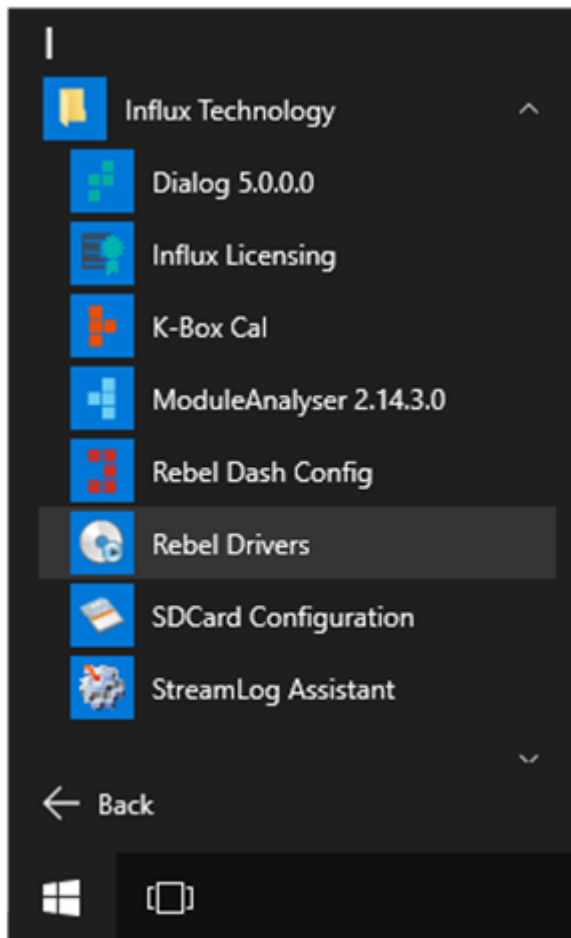 I
Influx Technology
Dialog 5.0.0.0
Influx Licensing
K-Box Cal
ModuleAnalyser 2.14.3.0
Rebel Dash Config
Rebel Drivers
SDCard Configuration
StreamLog Assistant
Back